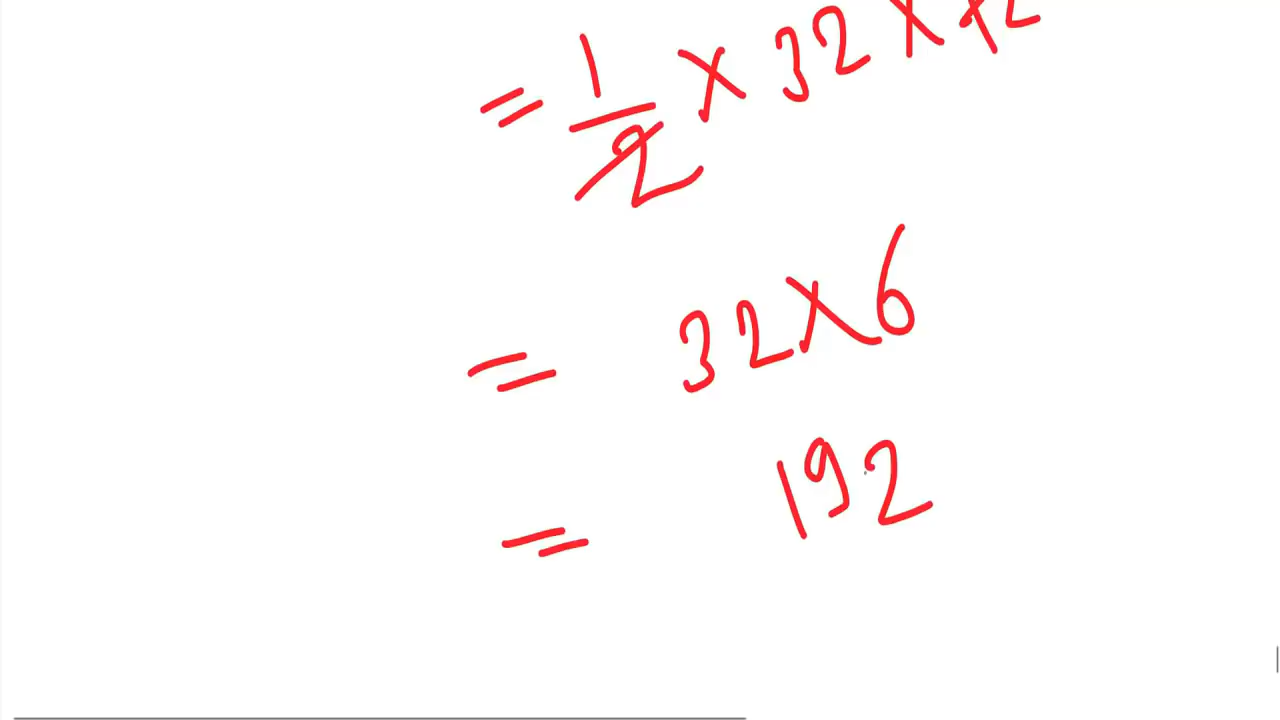 = 1/2 × 32 × 12
= 32 × 6
= 192